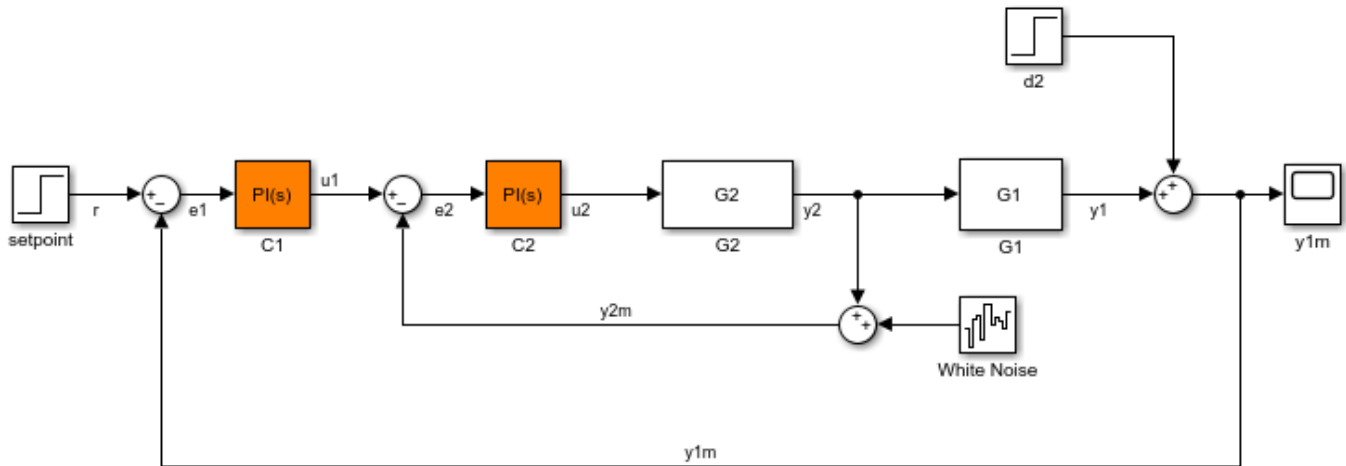 d2
setpoint
r
+
−
e1
PI(s)
C1
u1
+
−
e2
PI(s)
C2
u2
G2
G2
y2
G1
G1
y1
+
+
y1m
y2m
+
+
White Noise
y1m